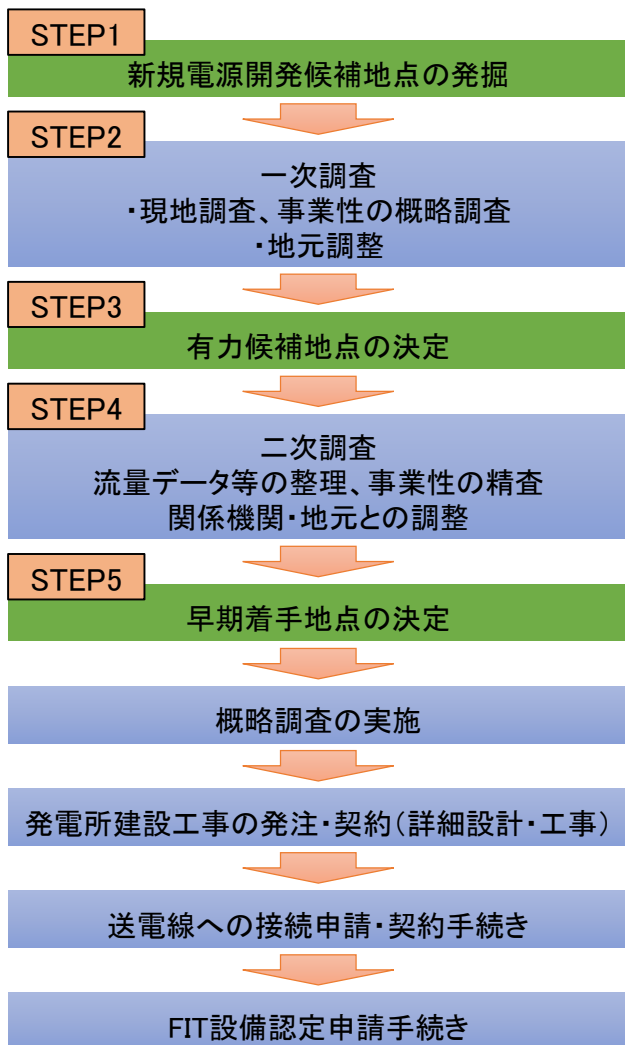 STEP1
新規電源開発候補地点の発掘
STEP2
一次調査
・現地調査、事業性の概略調査
・地元調整
STEP3
有力候補地点の決定
STEP4
二次調査
流量データ等の整理、事業性の精査
関係機関・地元との調整
STEP5
早期着手地点の決定
概略調査の実施
発電所建設工事の発注・契約(詳細設計・工事)
送電線への接続申請・契約手続き
FIT設備認定申請手続き